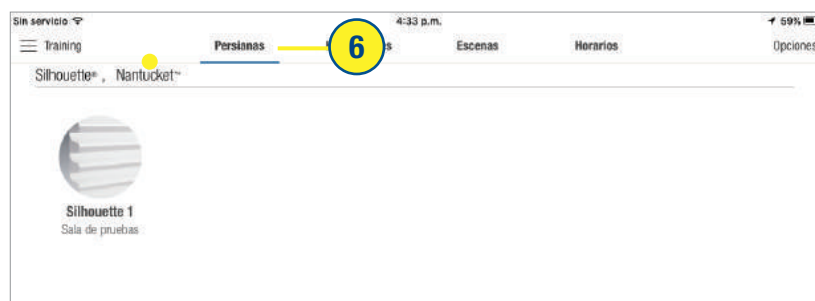 Sin servicio 4:33 p.m. 59%
Training Persianas 6 s Escenas Horarios Opciones
Silhouette®, Nantucket™
Silhouette 1
Sala de pruebas